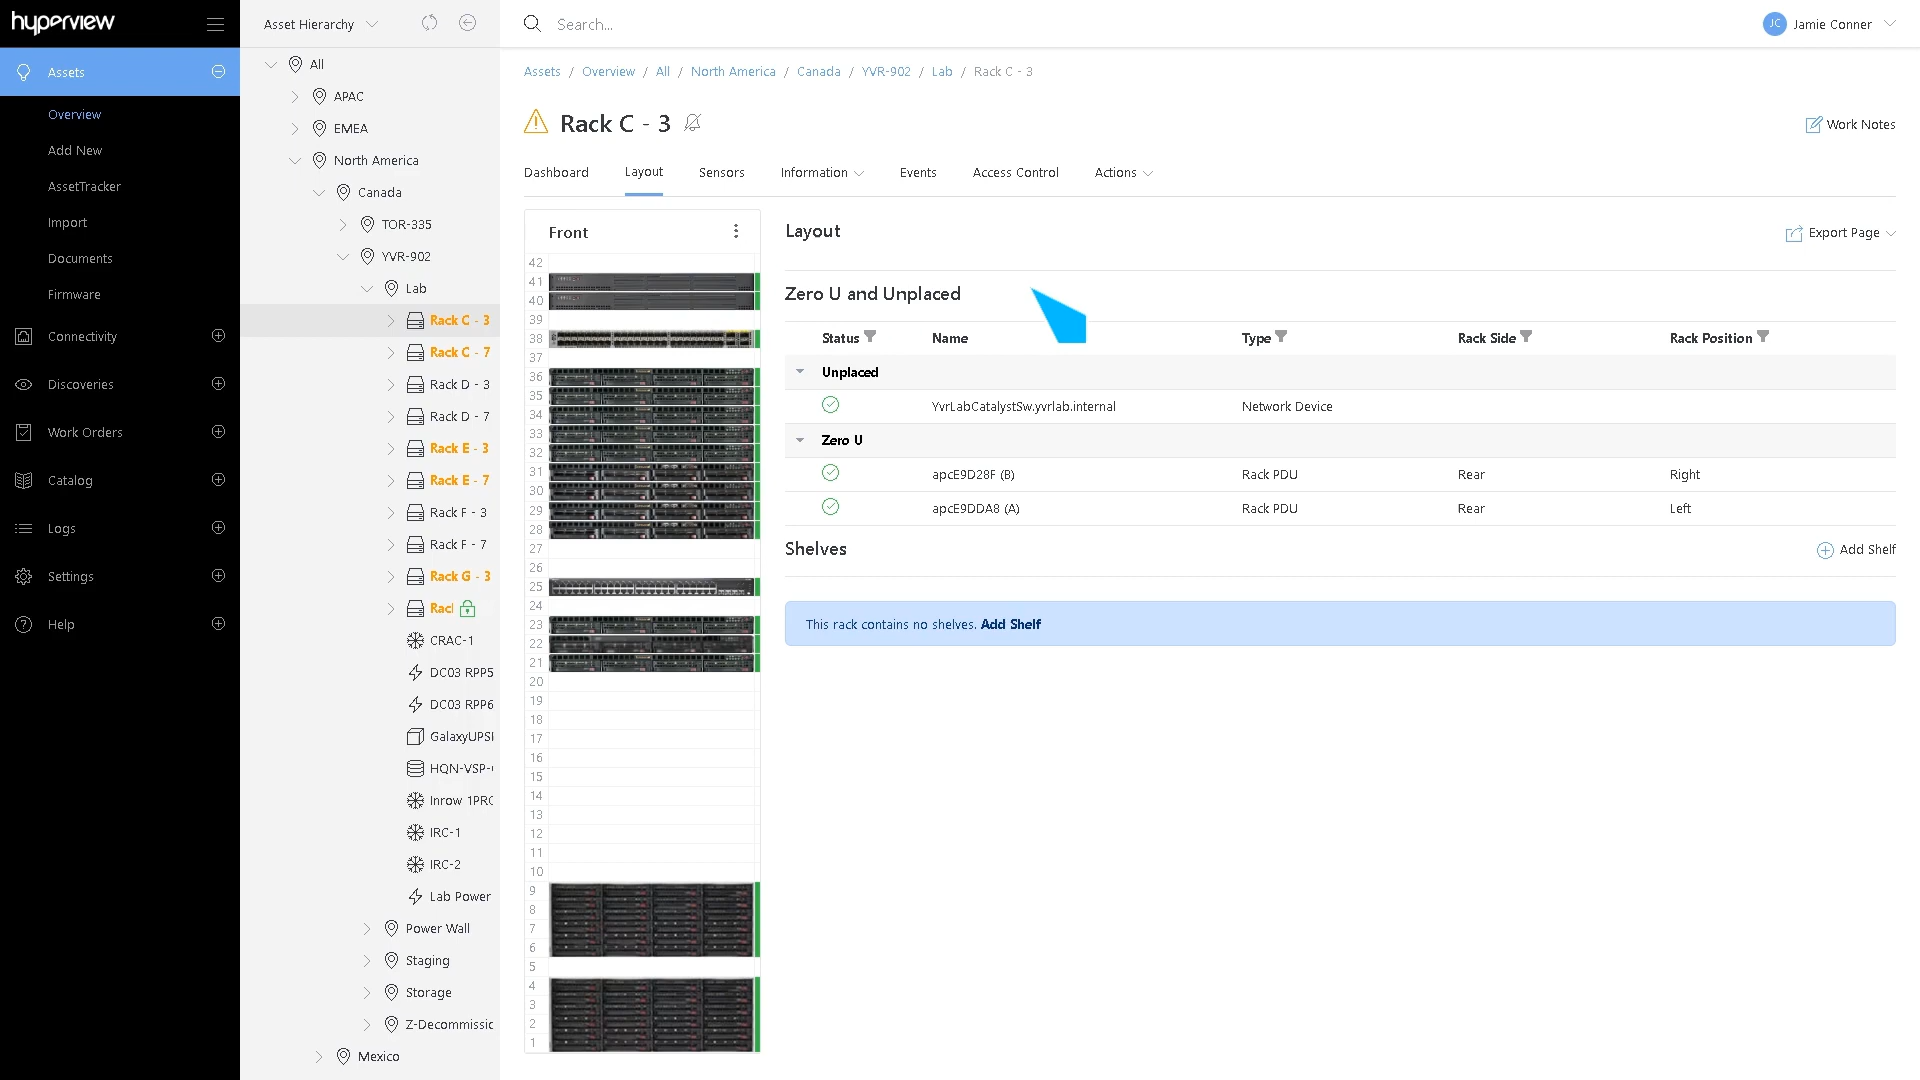 hyperview
Asset Hierarchy
Search...
JC Jamie Conner
Assets
Overview
Add New
AssetTracker
Import
Documents
Firmware
Connectivity
Discoveries
Work Orders
Catalog
Logs
Settings
Help
All
APAC
EMEA
North America
Canada
TOR-335
YVR-902
Lab
Rack C - 3
Rack C - 7
Rack D - 3
Rack D - 7
Rack E - 3
Rack E - 7
Rack F - 3
Rack F - 7
Rack G - 3
Rac
CRAC-1
DC03 RPP5
DC03 RPP6
GalaxyUPS
HQN-VSP-
Inrow 1PRC
IRC-1
IRC-2
Lab Power
Power Wall
Staging
Storage
Z-Decommissic
Mexico
Assets / Overview / All / North America / Canada / YVR-902 / Lab / Rack C - 3
Rack C - 3
Work Notes
Dashboard Layout Sensors Information Events Access Control Actions
Front
42
41
40
39
38
37
36
35
34
33
32
31
30
29
28
27
26
25
24
23
22
21
20
19
18
17
16
15
14
13
12
11
10
9
8
7
6
5
4
3
2
1
Layout
Export Page
Zero U and Unplaced
Status Name Type Rack Side Rack Position
Unplaced
YvrLabCatalystSw.yvrlab.internal Network Device
Zero U
apcE9D28F (B) Rack PDU Rear Right
apcE9DDA8 (A) Rack PDU Rear Left
Shelves
Add Shelf
This rack contains no shelves. Add Shelf